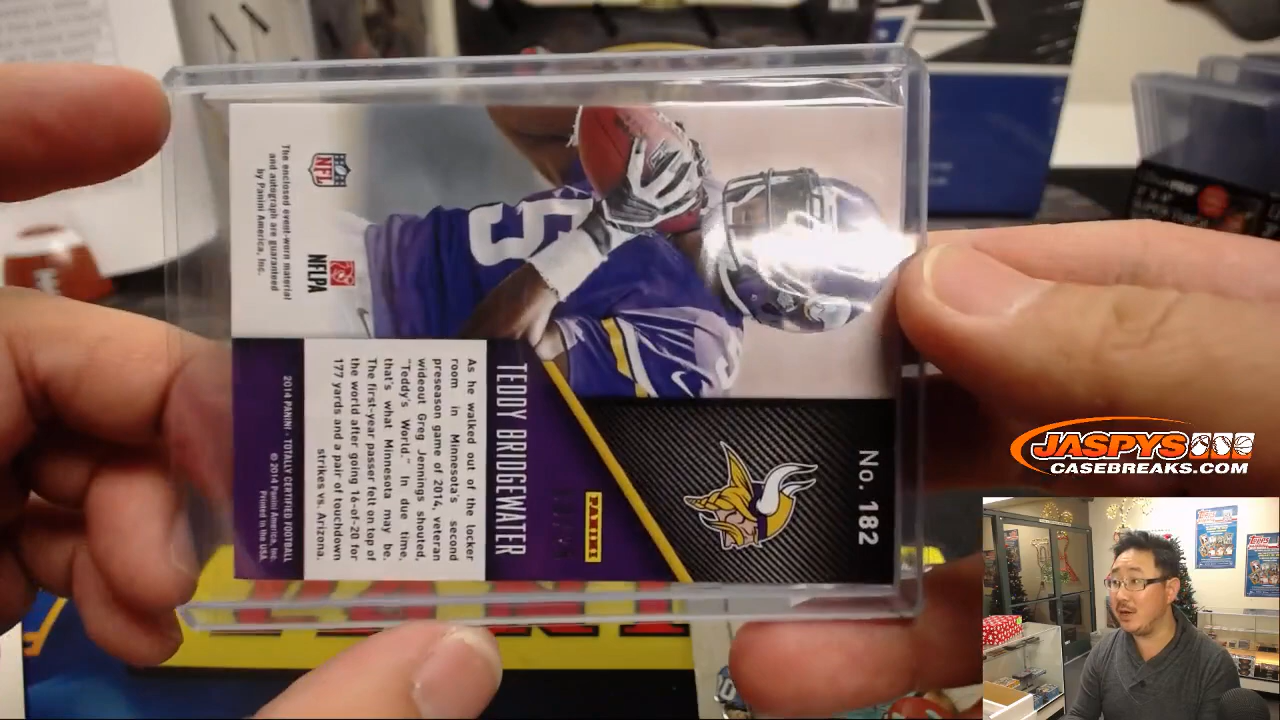 No. 182
TEDDY BRIDGEWATER
PANINI
As he walked out of the locker
room in Minnesota's second
preseason game of 2014, veteran
wideout Greg Jennings shouted,
"Teddy's World." In due time,
that's what Minnesota may be.
The first-year passer felt on top of
the world after going 16-of-20 for
177 yards and a pair of touchdown
strikes vs. Arizona.
2014 PANINI - TOTALLY CERTIFIED FOOTBALL
© 2014 Panini America, Inc.
Printed in the USA.
NFL
NFLPA
The enclosed event-worn material
and autograph are guaranteed
by Panini America, Inc.
5
JASPYS
CASEBREAKS.COM
Topps